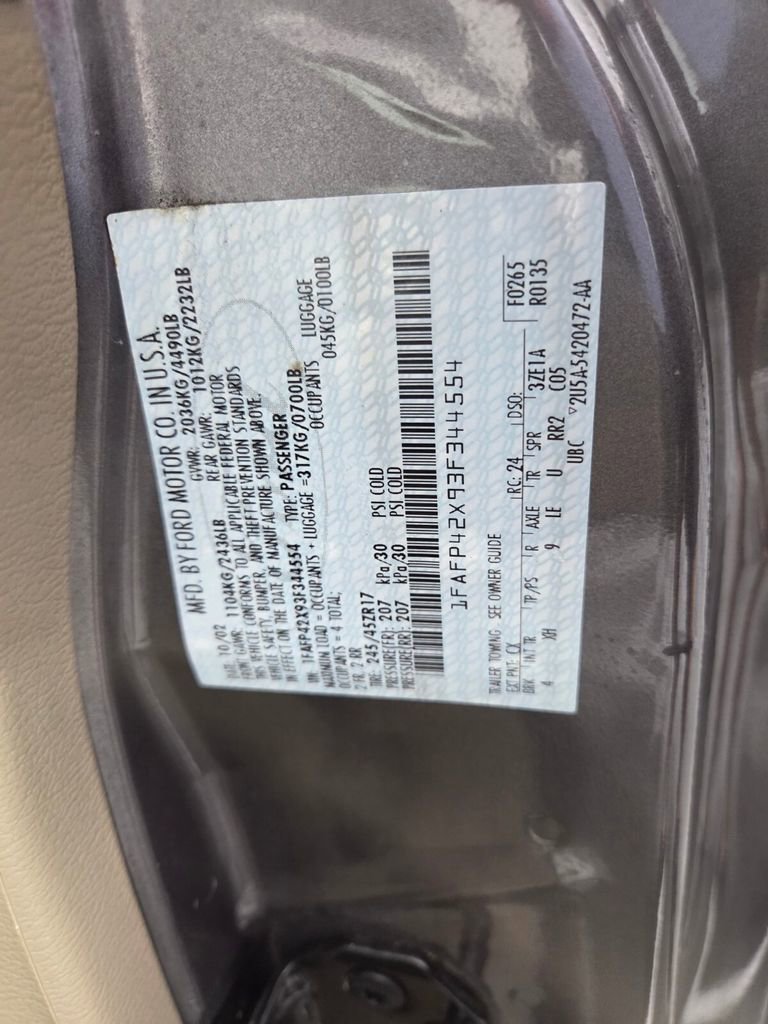 MFD. BY FORD MOTOR CO. IN U.S.A.
DATE: 10/02 GVWR: 2036KG/4490LB
FRONT GAWR: 1104KG/2436LB REAR GAWR: 1012KG/2232LB
THIS VEHICLE CONFORMS TO ALL APPLICABLE FEDERAL MOTOR
VEHICLE SAFETY, BUMPER, AND THEFT PREVENTION STANDARDS
IN EFFECT ON THE DATE OF MANUFACTURE SHOWN ABOVE.
VIN: 1FAFP42X93F344554 TYPE: PASSENGER
MAXIMUM LOAD = OCCUPANTS + LUGGAGE =317KG/0700LB
OCCUPANTS = 4 TOTAL: OCCUPANTS LUGGAGE
2 FR, 2 RR 045KG/0100LB
TIRE: 245/45ZR17
PRESSURE(FR): 207 kPa/30 PSI COLD
PRESSURE(RR): 207 kPa/30 PSI COLD
1FAFP42X93F344554
TRAILER TOWING - SEE OWNER GUIDE
EXT PNT: CX RC: 24 DSO: F0265
BRK INT TR TP/PS R AXLE TR SPR R0135
4 XH 9 LE U RR2 3ZE1A C05
UBC ▽2U5A-5420472-AA